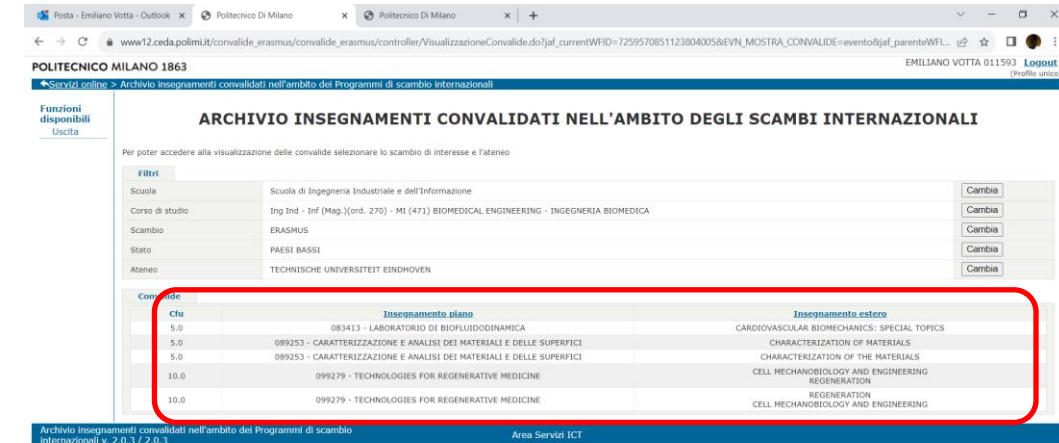 Posta - Emiliano Votta - Outlook
Politecnico Di Milano
Politecnico Di Milano
www12.ceda.polimi.it/convalide_erasmus/convalide_erasmus/controller/VisualizzazioneConvalide.do?jaf_currentWFID=7259570851123804005&EVN_MOSTRA_CONVALIDE=evento&jaf_parenteWFI...
POLITECNICO MILANO 1863
EMILIANO VOTTA 011593 Logout
(Profilo unico
Servizi online > Archivio insegnamenti convalidati nell'ambito dei Programmi di scambio internazionali
Funzioni
disponibili
Uscita
ARCHIVIO INSEGNAMENTI CONVALIDATI NELL'AMBITO DEGLI SCAMBI INTERNAZIONALI
Per poter accedere alla visualizzazione delle convalide selezionare lo scambio di interesse e l'ateneo
Filtri
Scuola Scuola di Ingegneria Industriale e dell'Informazione Cambia
Corso di studio Ing Ind - Inf (Mag.)(ord. 270) - MI (471) BIOMEDICAL ENGINEERING - INGEGNERIA BIOMEDICA Cambia
Scambio ERASMUS Cambia
Stato PAESI BASSI Cambia
Ateneo TECHNISCHE UNIVERSITEIT EINDHOVEN Cambia
Convalide
Cfu Insegnamento piano Insegnamento estero
5.0 083413 - LABORATORIO DI BIOFLUIDODINAMICA CARDIOVASCULAR BIOMECHANICS: SPECIAL TOPICS
5.0 089253 - CARATTERIZZAZIONE E ANALISI DEI MATERIALI E DELLE SUPERFICI CHARACTERIZATION OF MATERIALS
5.0 089253 - CARATTERIZZAZIONE E ANALISI DEI MATERIALI E DELLE SUPERFICI CHARACTERIZATION OF THE MATERIALS
10.0 099279 - TECHNOLOGIES FOR REGENERATIVE MEDICINE CELL MECHANOBIOLOGY AND ENGINEERING
REGENERATION
10.0 099279 - TECHNOLOGIES FOR REGENERATIVE MEDICINE REGENERATION
CELL MECHANOBIOLOGY AND ENGINEERING
Archivio insegnamenti convalidati nell'ambito dei Programmi di scambio
internazionali v. 2.0.3 / 2.0.3
Area Servizi ICT